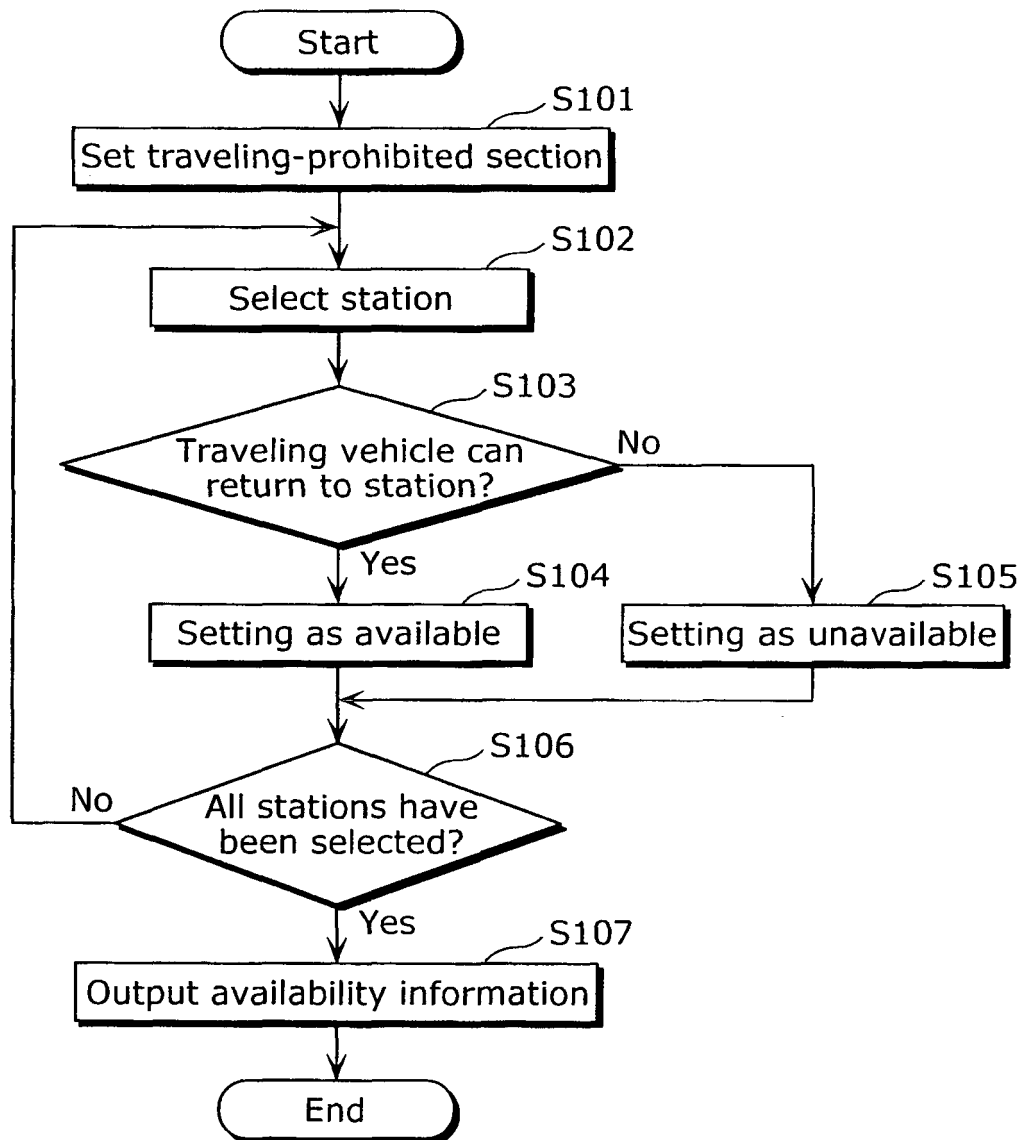 Start
S101
Set traveling-prohibited section
S102
Select station
S103
Traveling vehicle can
return to station?
No
Yes
S104
Setting as available
S105
Setting as unavailable
S106
All stations have
been selected?
No
Yes
S107
Output availability information
End